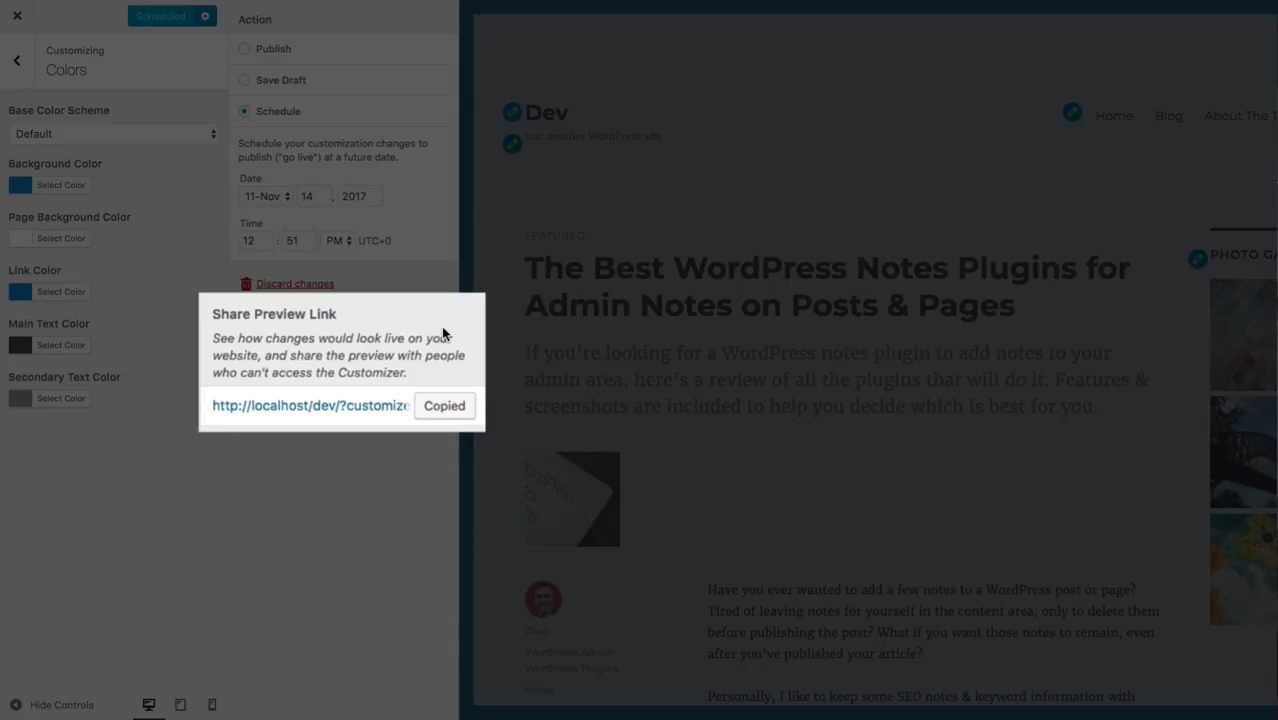 Scheduled
Customizing
Colors
Base Color Scheme
Default
Background Color
Select Color
Page Background Color
Select Color
Link Color
Select Color
Main Text Color
Select Color
Secondary Text Color
Select Color
Hide Controls
Action
Publish
Save Draft
Schedule
Schedule your customization changes to
publish ("go live") at a future date.
Date
11-Nov 14 , 2017
Time
12 : 51 PM UTC+0
Discard changes
Share Preview Link
See how changes would look live on your
website, and share the preview with people
who can't access the Customizer.
http://localhost/dev/?customize Copied
Dev
Just another WordPress site
Home Blog About The T
FEATURED
The Best WordPress Notes Plugins for
Admin Notes on Posts & Pages
If you're looking for a WordPress notes plugin to add notes to your
admin area, here's a review of all the plugins that will do it. Features &
screenshots are included to help you decide which is best for you.
WordPress
Dave
WordPress Admin,
WordPress Plugins
Notes
Have you ever wanted to add a few notes to a WordPress post or page?
Tired of leaving notes for yourself in the content area, only to delete them
before publishing the post? What if you want those notes to remain, even
after you've published your article?
Personally, I like to keep some SEO notes & keyword information with
PHOTO GA